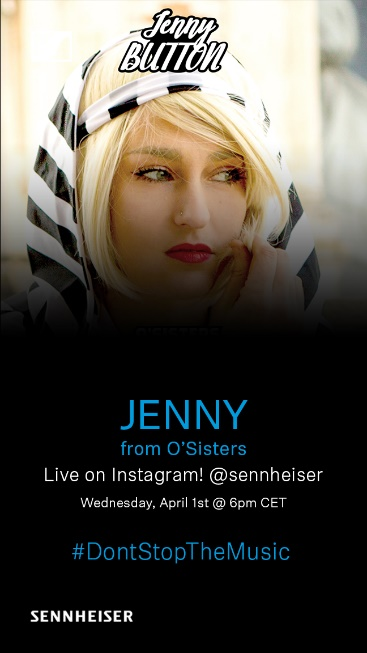 Jenny
BUTTON
JENNY
from O'Sisters
Live on Instagram! @sennheiser
Wednesday, April 1st @ 6pm CET
#DontStopTheMusic
SENNHEISER